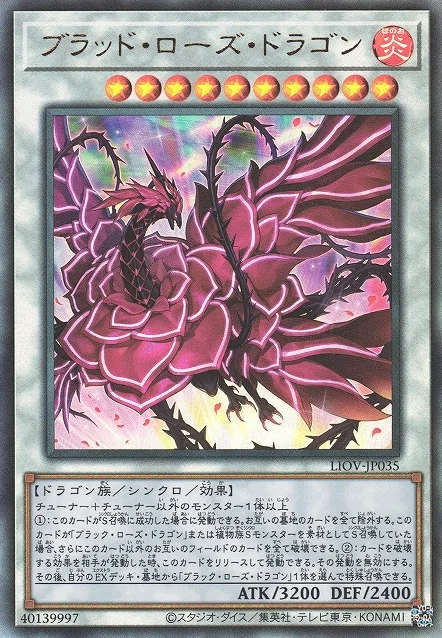 ブラッド・ローズ・ドラゴン
炎
ほのお
LIOV-JP035
【ドラゴン族／シンクロ／効果】
チューナー＋チューナー以外のモンスター1体以上
①：このカードがS召喚に成功した場合に発動できる。お互いの墓地のカードを全て除外する。この
カードが「ブラック・ローズ・ドラゴン」または植物族Sモンスターを素材としてS召喚していた
場合、さらにこのカード以外のお互いのフィールドのカードを全て破壊できる。②：カードを破壊
する効果を相手が発動した時、このカードをリリースして発動できる。その発動を無効にする。
その後、自分のEXデッキ・墓地から「ブラック・ローズ・ドラゴン」1体を選んで特殊召喚できる。
ATK/3200 DEF/2400
40139997
©スタジオ・ダイス／集英社・テレビ東京・KONAMI